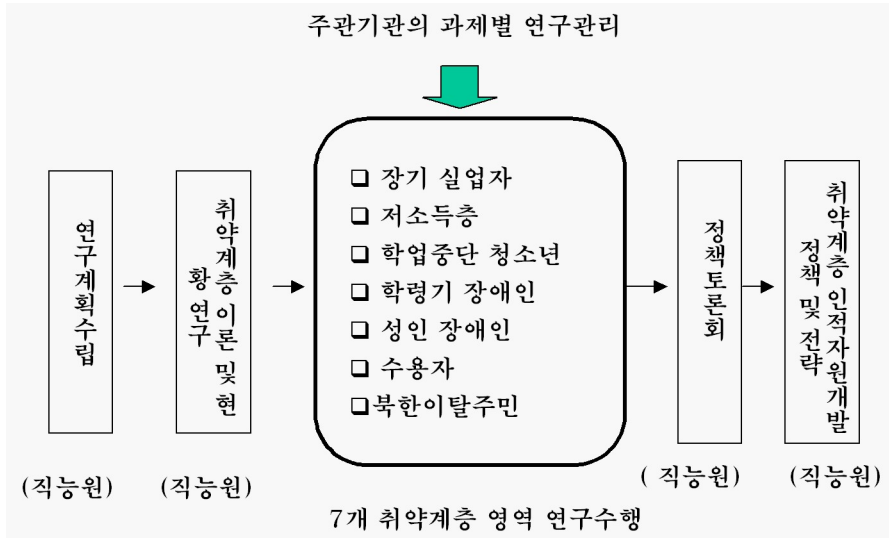 주관기관의 과제별 연구관리
연구계획수립
취약계층 이론 및 현
황 연구
❑ 장기 실업자
❑ 저소득층
❑ 학업중단 청소년
❑ 학령기 장애인
❑ 성인 장애인
❑ 수용자
❑북한이탈주민
정책토론회
취약계층 인적자원개발
정책 및 전략
(직능원)
(직능원)
( 직능원)
(직능원)
7개 취약계층 영역 연구수행